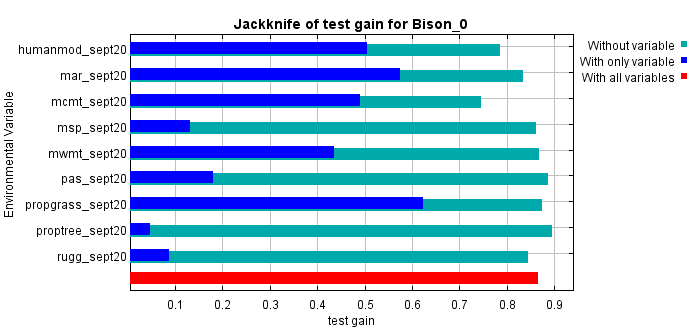 Jackknife of test gain for Bison_0
Environmental Variable
humanmod_sept20
mar_sept20
mcmt_sept20
msp_sept20
mwmt_sept20
pas_sept20
propgrass_sept20
proptree_sept20
rugg_sept20
0.1 0.2 0.3 0.4 0.5 0.6 0.7 0.8 0.9
test gain
Without variable
With only variable
With all variables